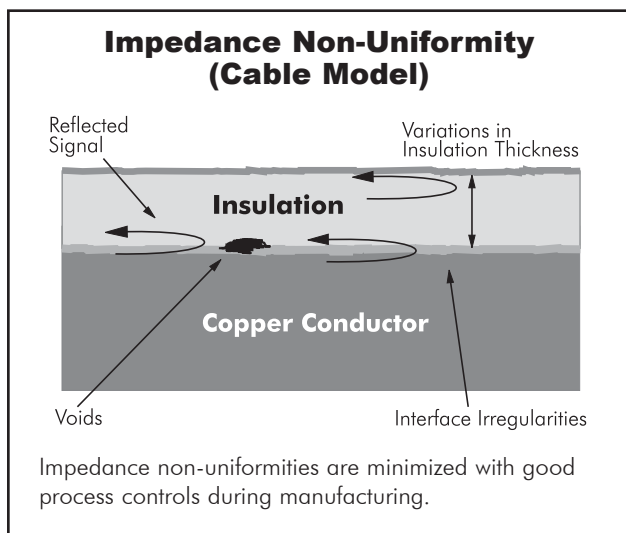 Impedance Non-Uniformity
(Cable Model)
Reflected
Signal
Variations in
Insulation Thickness
Insulation
Copper Conductor
Voids
Interface Irregularities
Impedance non-uniformities are minimized with good
process controls during manufacturing.